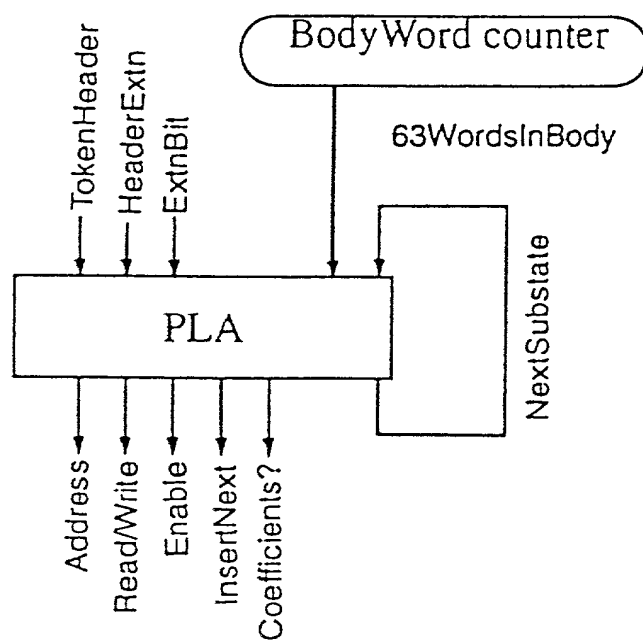 BodyWord counter
63WordsInBody
TokenHeader
HeaderExtn
ExtnBit
NextSubstate
PLA
Address
Read/Write
Enable
InsertNext
Coefficients?